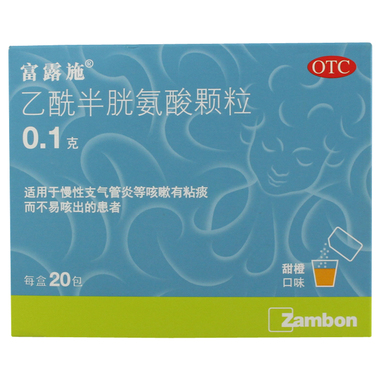 富露施®
OTC
乙酰半胱氨酸颗粒
0.1克
适用于慢性支气管炎等咳嗽有粘痰
而不易咳出的患者
每盒20包
甜橙
口味
Zambon